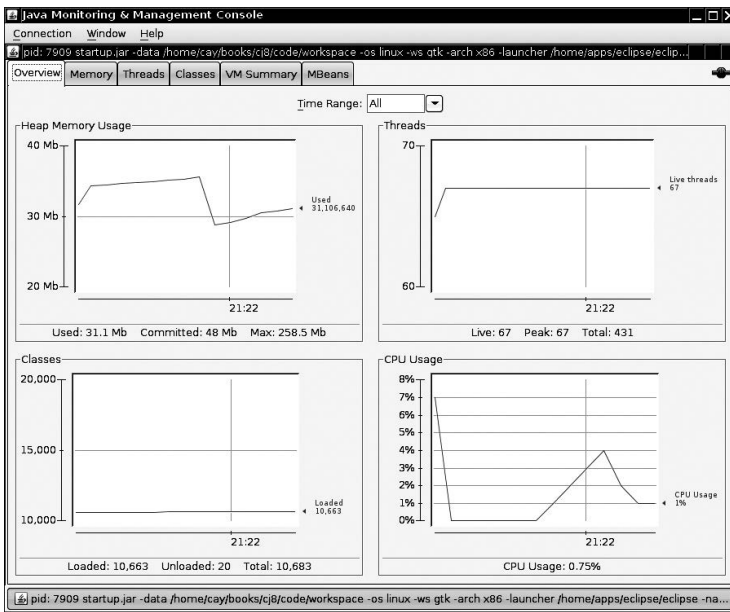 Java Monitoring & Management Console
Connection Window Help
pid: 7909 startup.jar -data /home/cay/books/cj8/code/workspace -os linux -ws gtk -arch x86 -launcher /home/apps/eclipse/eclip...
Overview Memory Threads Classes VM Summary MBeans
Time Range: All
Heap Memory Usage
40 Mb
30 Mb
20 Mb
Used
31,106,640
21:22
Used: 31.1 Mb Committed: 48 Mb Max: 258.5 Mb
Threads
70
60
Live threads
67
21:22
Live: 67 Peak: 67 Total: 431
Classes
20,000
15,000
10,000
Loaded
10,663
21:22
Loaded: 10,663 Unloaded: 20 Total: 10,683
CPU Usage
8%
7%
6%
5%
4%
3%
2%
1%
0%
CPU Usage
1%
21:22
CPU Usage: 0.75%
pid: 7909 startup.jar -data /home/cay/books/cj8/code/workspace -os linux -ws gtk -arch x86 -launcher /home/apps/eclipse/eclipse -na...